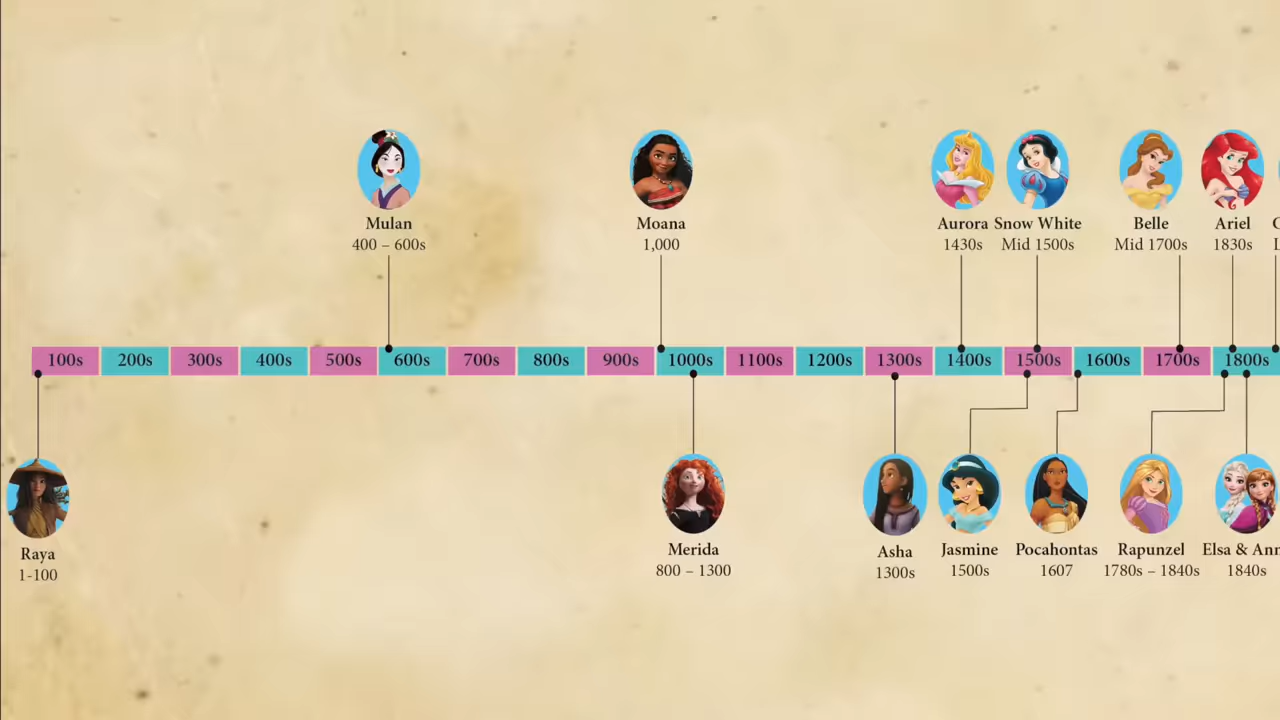 Mulan
400 – 600s
Moana
1,000
Aurora
1430s
Snow White
Mid 1500s
Belle
Mid 1700s
Ariel
1830s
100s 200s 300s 400s 500s 600s 700s 800s 900s 1000s 1100s 1200s 1300s 1400s 1500s 1600s 1700s 1800s
Raya
1-100
Merida
800 – 1300
Asha
1300s
Jasmine
1500s
Pocahontas
1607
Rapunzel
1780s – 1840s
Elsa &
1840s